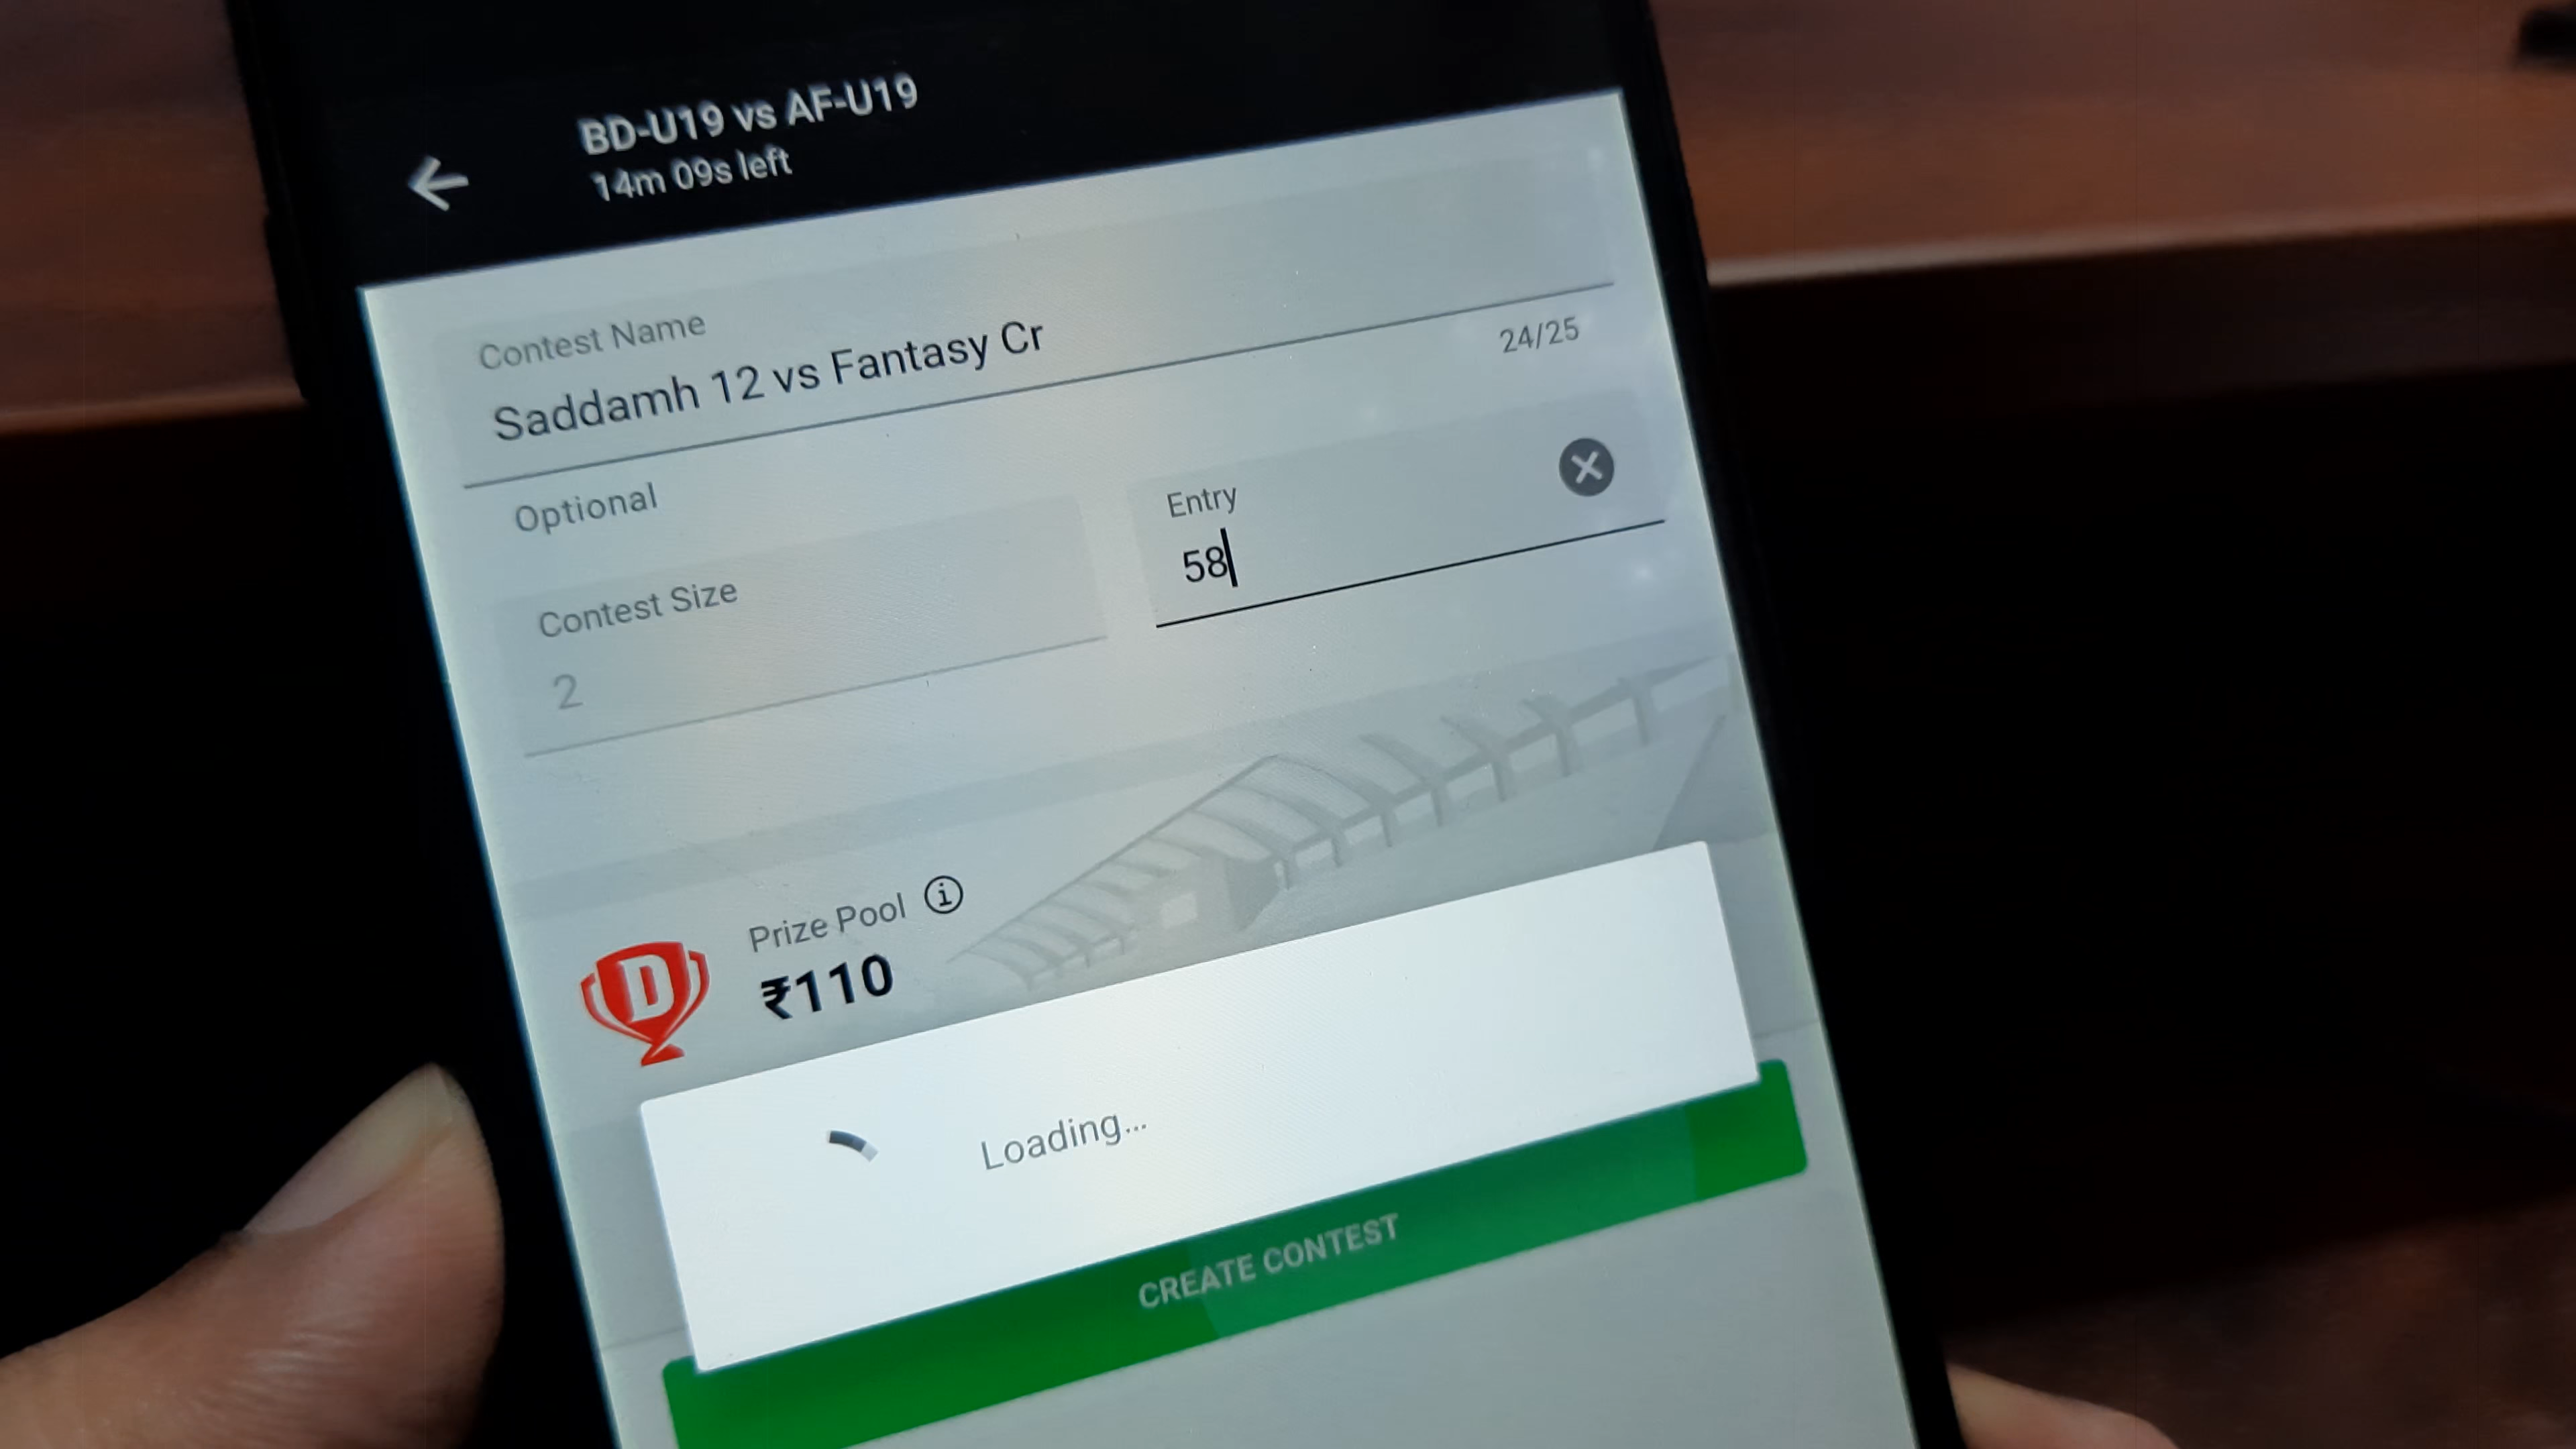 BD-U19 vs AF-U19
14m 09s left
Contest Name
Saddamh 12 vs Fantasy Cr
24/25
Optional
Contest Size
2
Entry
58
Prize Pool
₹110
D
Loading...
CREATE CONTEST